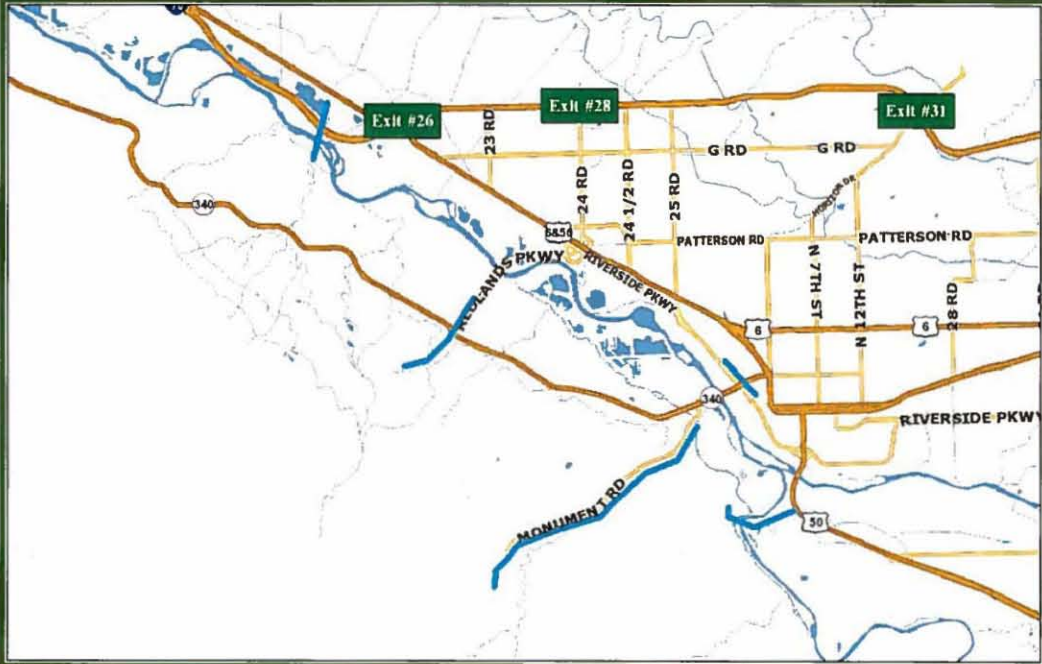 Exit #26
Exit #28
Exit #31
23 RD
G RD
G RD
24 RD
24 1/2 RD
25 RD
HORIZON DR
340
6&50
PATTERSON RD
PATTERSON RD
REDLANDS PKWY
RIVERSIDE PKWY
N 7TH ST
N 12TH ST
28 RD
6
6
340
RIVERSIDE PKWY
MONUMENT RD
50